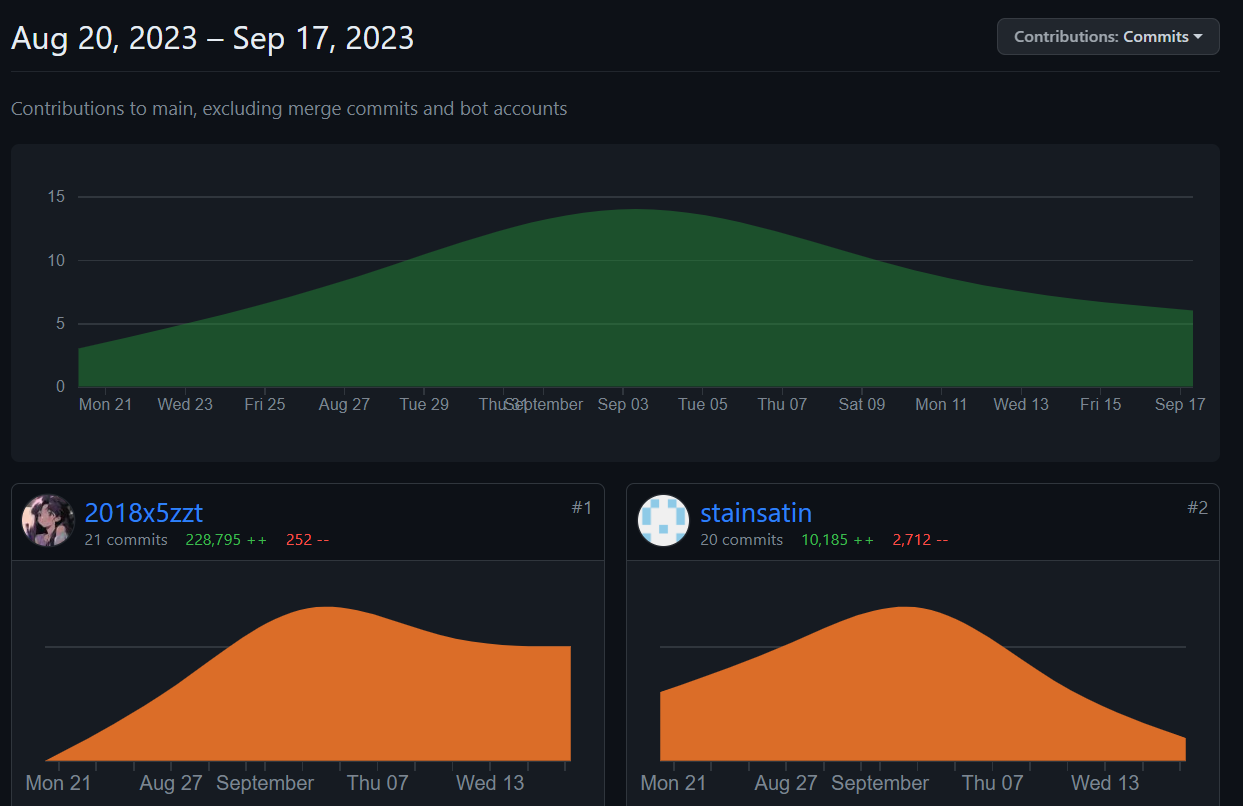 Aug 20, 2023 – Sep 17, 2023
Contributions: Commits
Contributions to main, excluding merge commits and bot accounts
15
10
5
0
Mon 21 Wed 23 Fri 25 Aug 27 Tue 29 Thu 31 September Sep 03 Tue 05 Thu 07 Sat 09 Mon 11 Wed 13 Fri 15 Sep 17
2018x5zzt
#1
21 commits 228,795 ++ 252 --
Mon 21 Aug 27 September Thu 07 Wed 13
stainsatin
#2
20 commits 10,185 ++ 2,712 --
Mon 21 Aug 27 September Thu 07 Wed 13